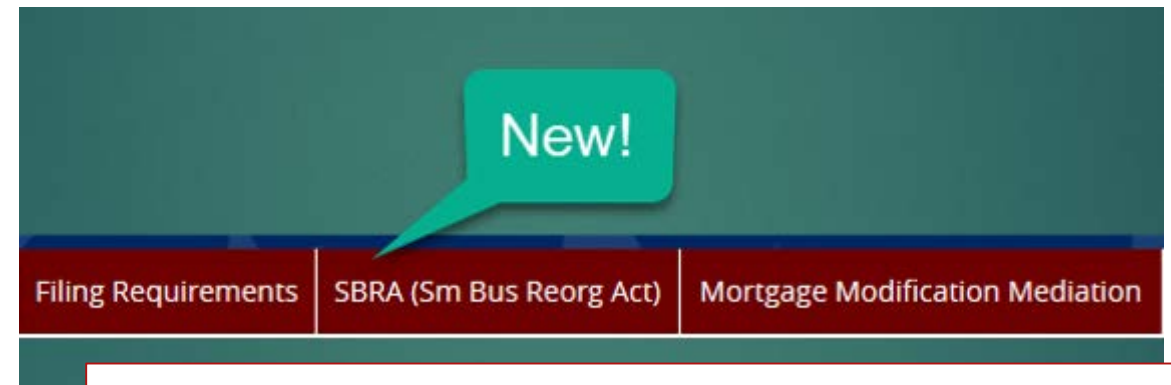 New!
Filing Requirements SBRA (Sm Bus Reorg Act) Mortgage Modification Mediation